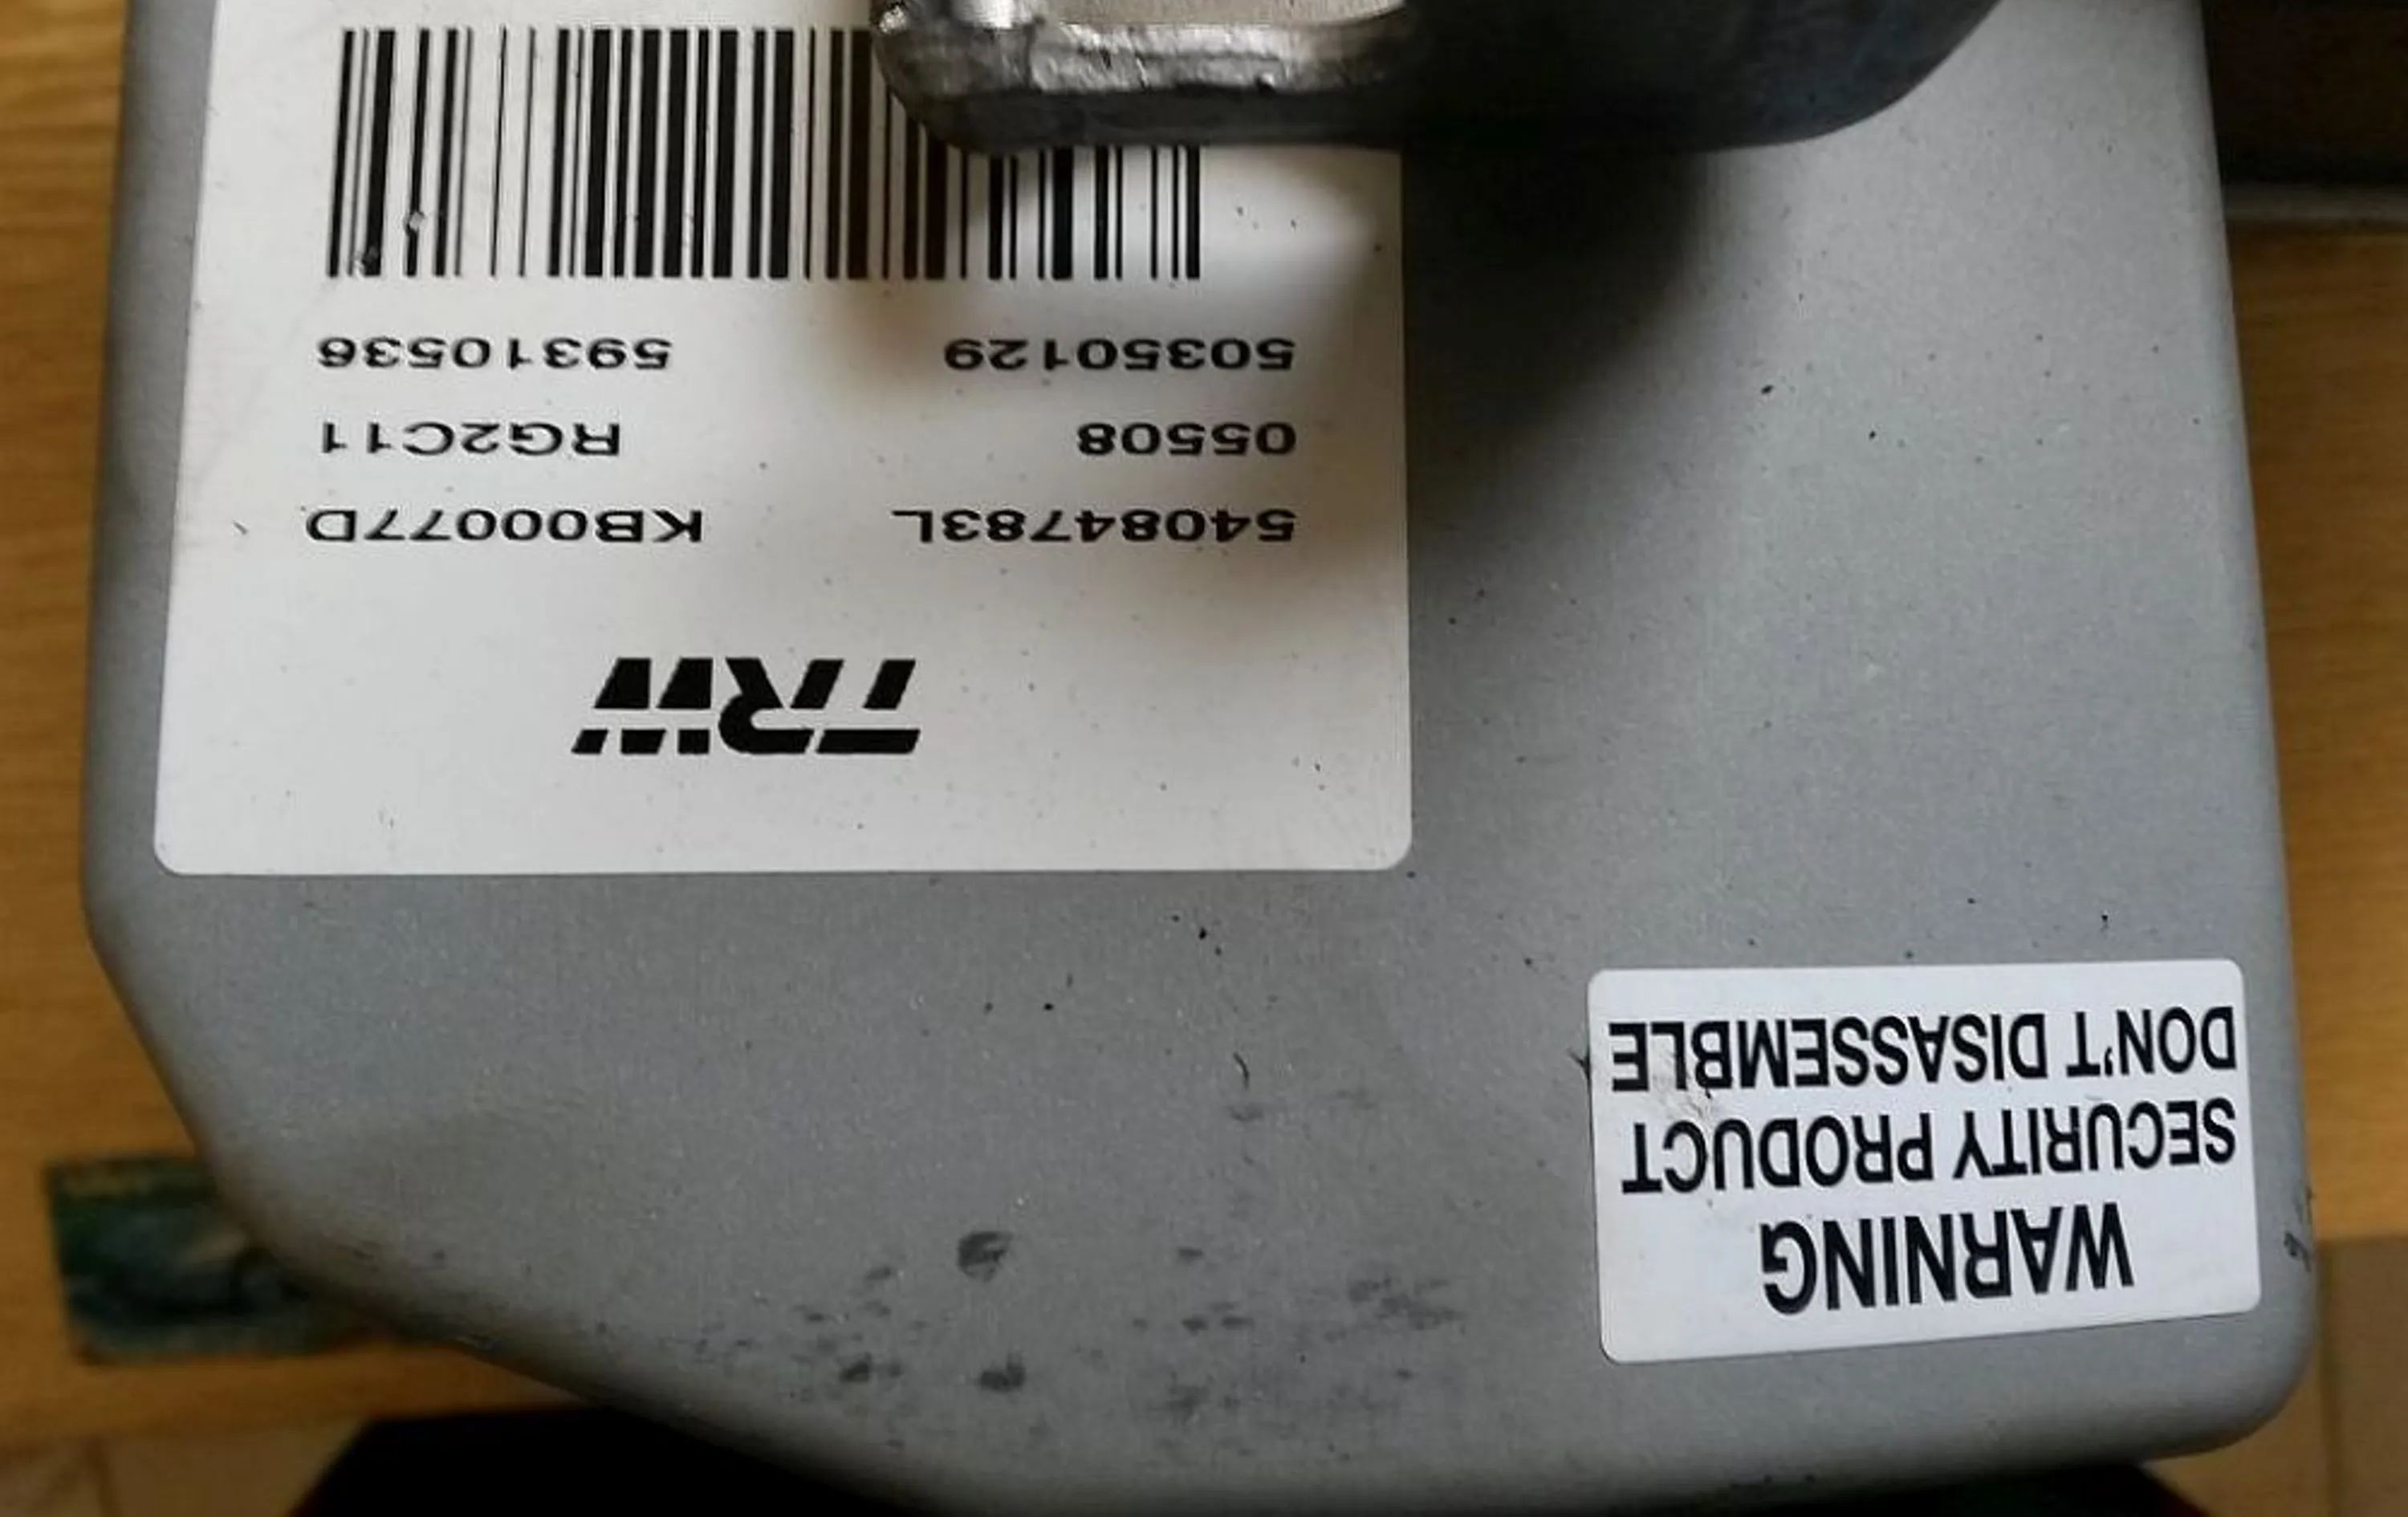 WARNING
SECURITY PRODUCT
DON'T DISASSEMBLE
TRW
54084783L KB00077D
05508 RG2C11
50350129 59310536